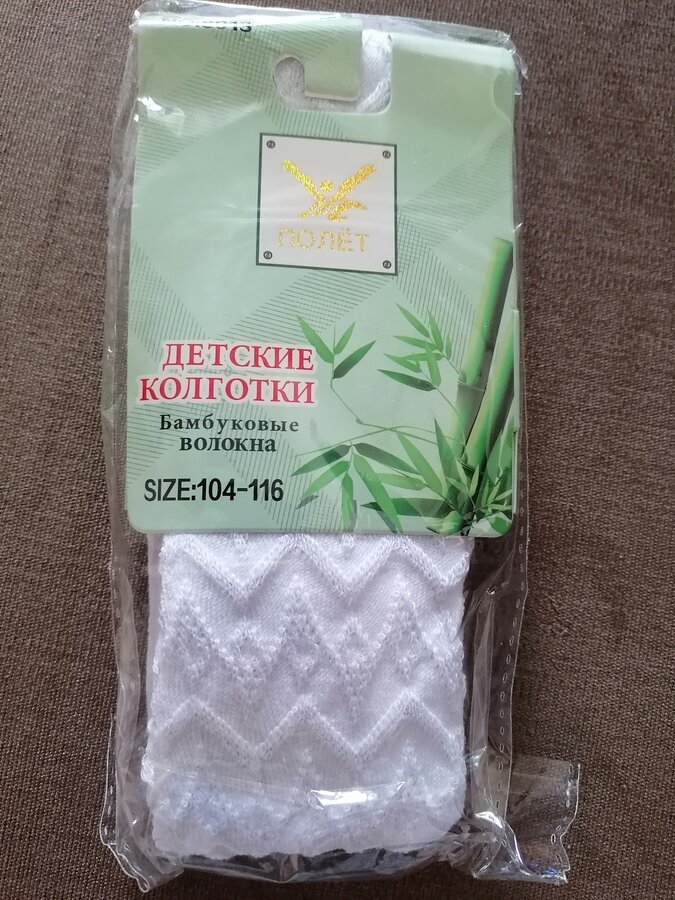 ПОЛЁТ
ДЕТСКИЕ
КОЛГОТКИ
Бамбуковые
волокна
SIZE:104-116